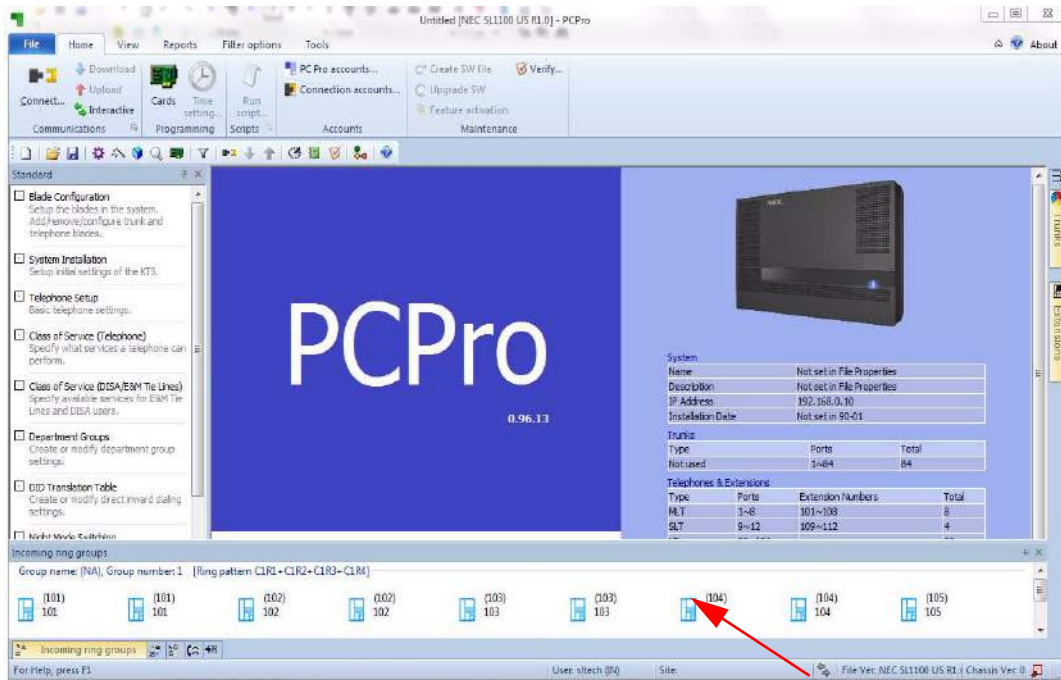 Untitled [NEC SL1100 US R1.0] - PCPro
File Home View Reports Filter options Tools About
Connect...
Download
Upload
Interactive
Communications
Cards
Time setting...
Programming
Run script...
Scripts
PC Pro accounts...
Connection accounts...
Accounts
Create SW File
Upgrade SW
Feature activation
Verify...
Maintenance
Standard
Blade Configuration
Setup the blades in the system.
Add/remove/configure trunk and
telephone blades.
System Installation
Setup initial settings of the KTS.
Telephone Setup
Basic telephone settings.
Class of Service (Telephone)
Specify what services a telephone can
perform.
Class of Service (DISA/E&M Tie Lines)
Specify available services for E&M Tie
Lines and DISA users.
Department Groups
Create or modify department group
settings.
DID Translation Table
Create or modify direct inward dialing
settings.
Night Mode Switching
PCPro
0.96.13
NEC
System
Name Not set in File Properties
Description Not set in File Properties
IP Address 192.168.0.10
Installation Date Not set in 90-01
Trunks
Type Ports Total
Not used 1~84 84
Telephones & Extensions
Type Ports Extension Numbers Total
MLT 1~8 101~108 8
SLT 9~12 109~112 4
Trunks
Extensions
Incoming ring groups
Group name: (NA), Group number: 1 [Ring pattern C1R1+C1R2+C1R3+C1R4]
(101) (101) (102) (102) (103) (103) (104) (104) (105)
101 101 102 102 103 103 104 105
Incoming ring groups
For Help, press F1
User: sltech (IN)
Site:
File Ver: NEC SL1100 US R1.
Chassis Ver: 0